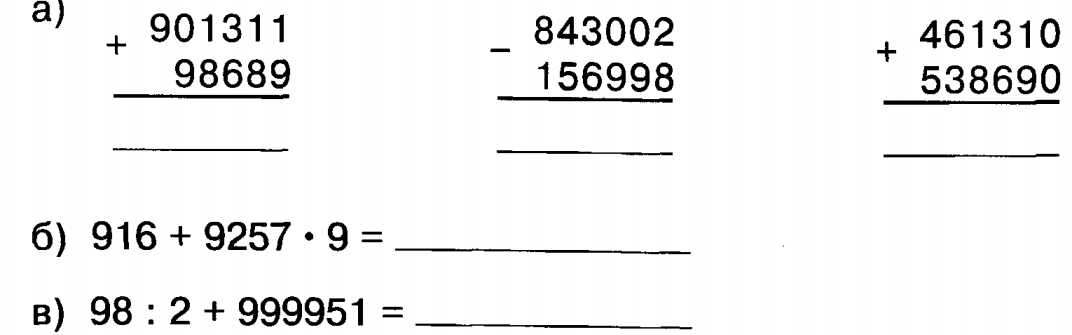 а)
+ 901311 − 843002 + 461310
98689 156998 538690
б) 916 + 9257 · 9 =
в) 98 : 2 + 999951 =